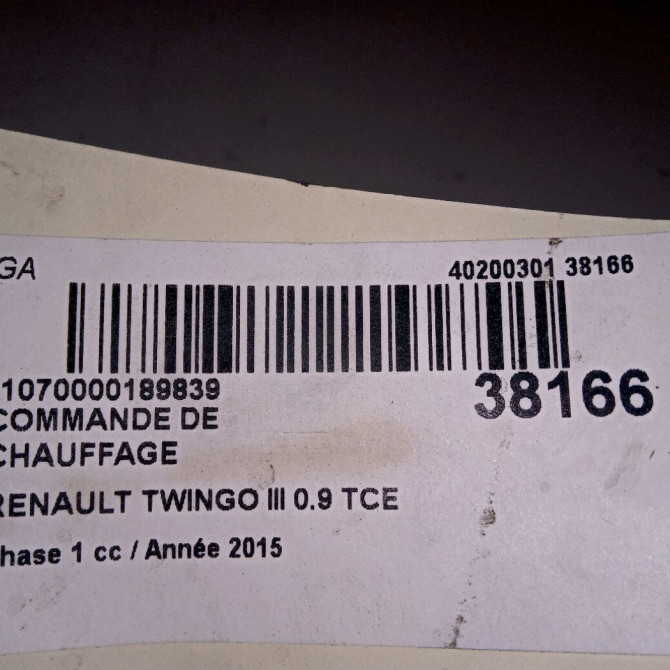 GA
40200301 38166
1070000189839
38166
COMMANDE DE
CHAUFFAGE
RENAULT TWINGO III 0.9 TCE
hase 1 cc / Année 2015